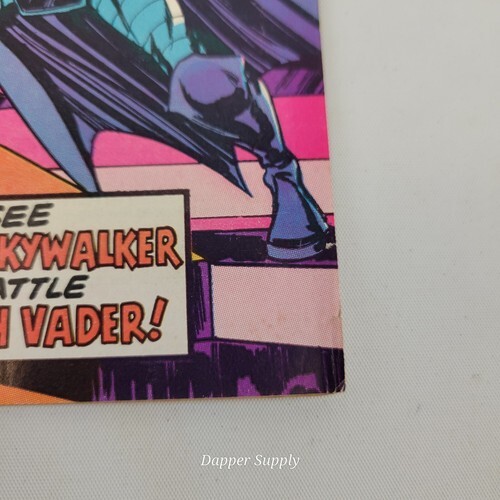 SEE
KYWALKER
ATTLE
H VADER!
Dapper Supply